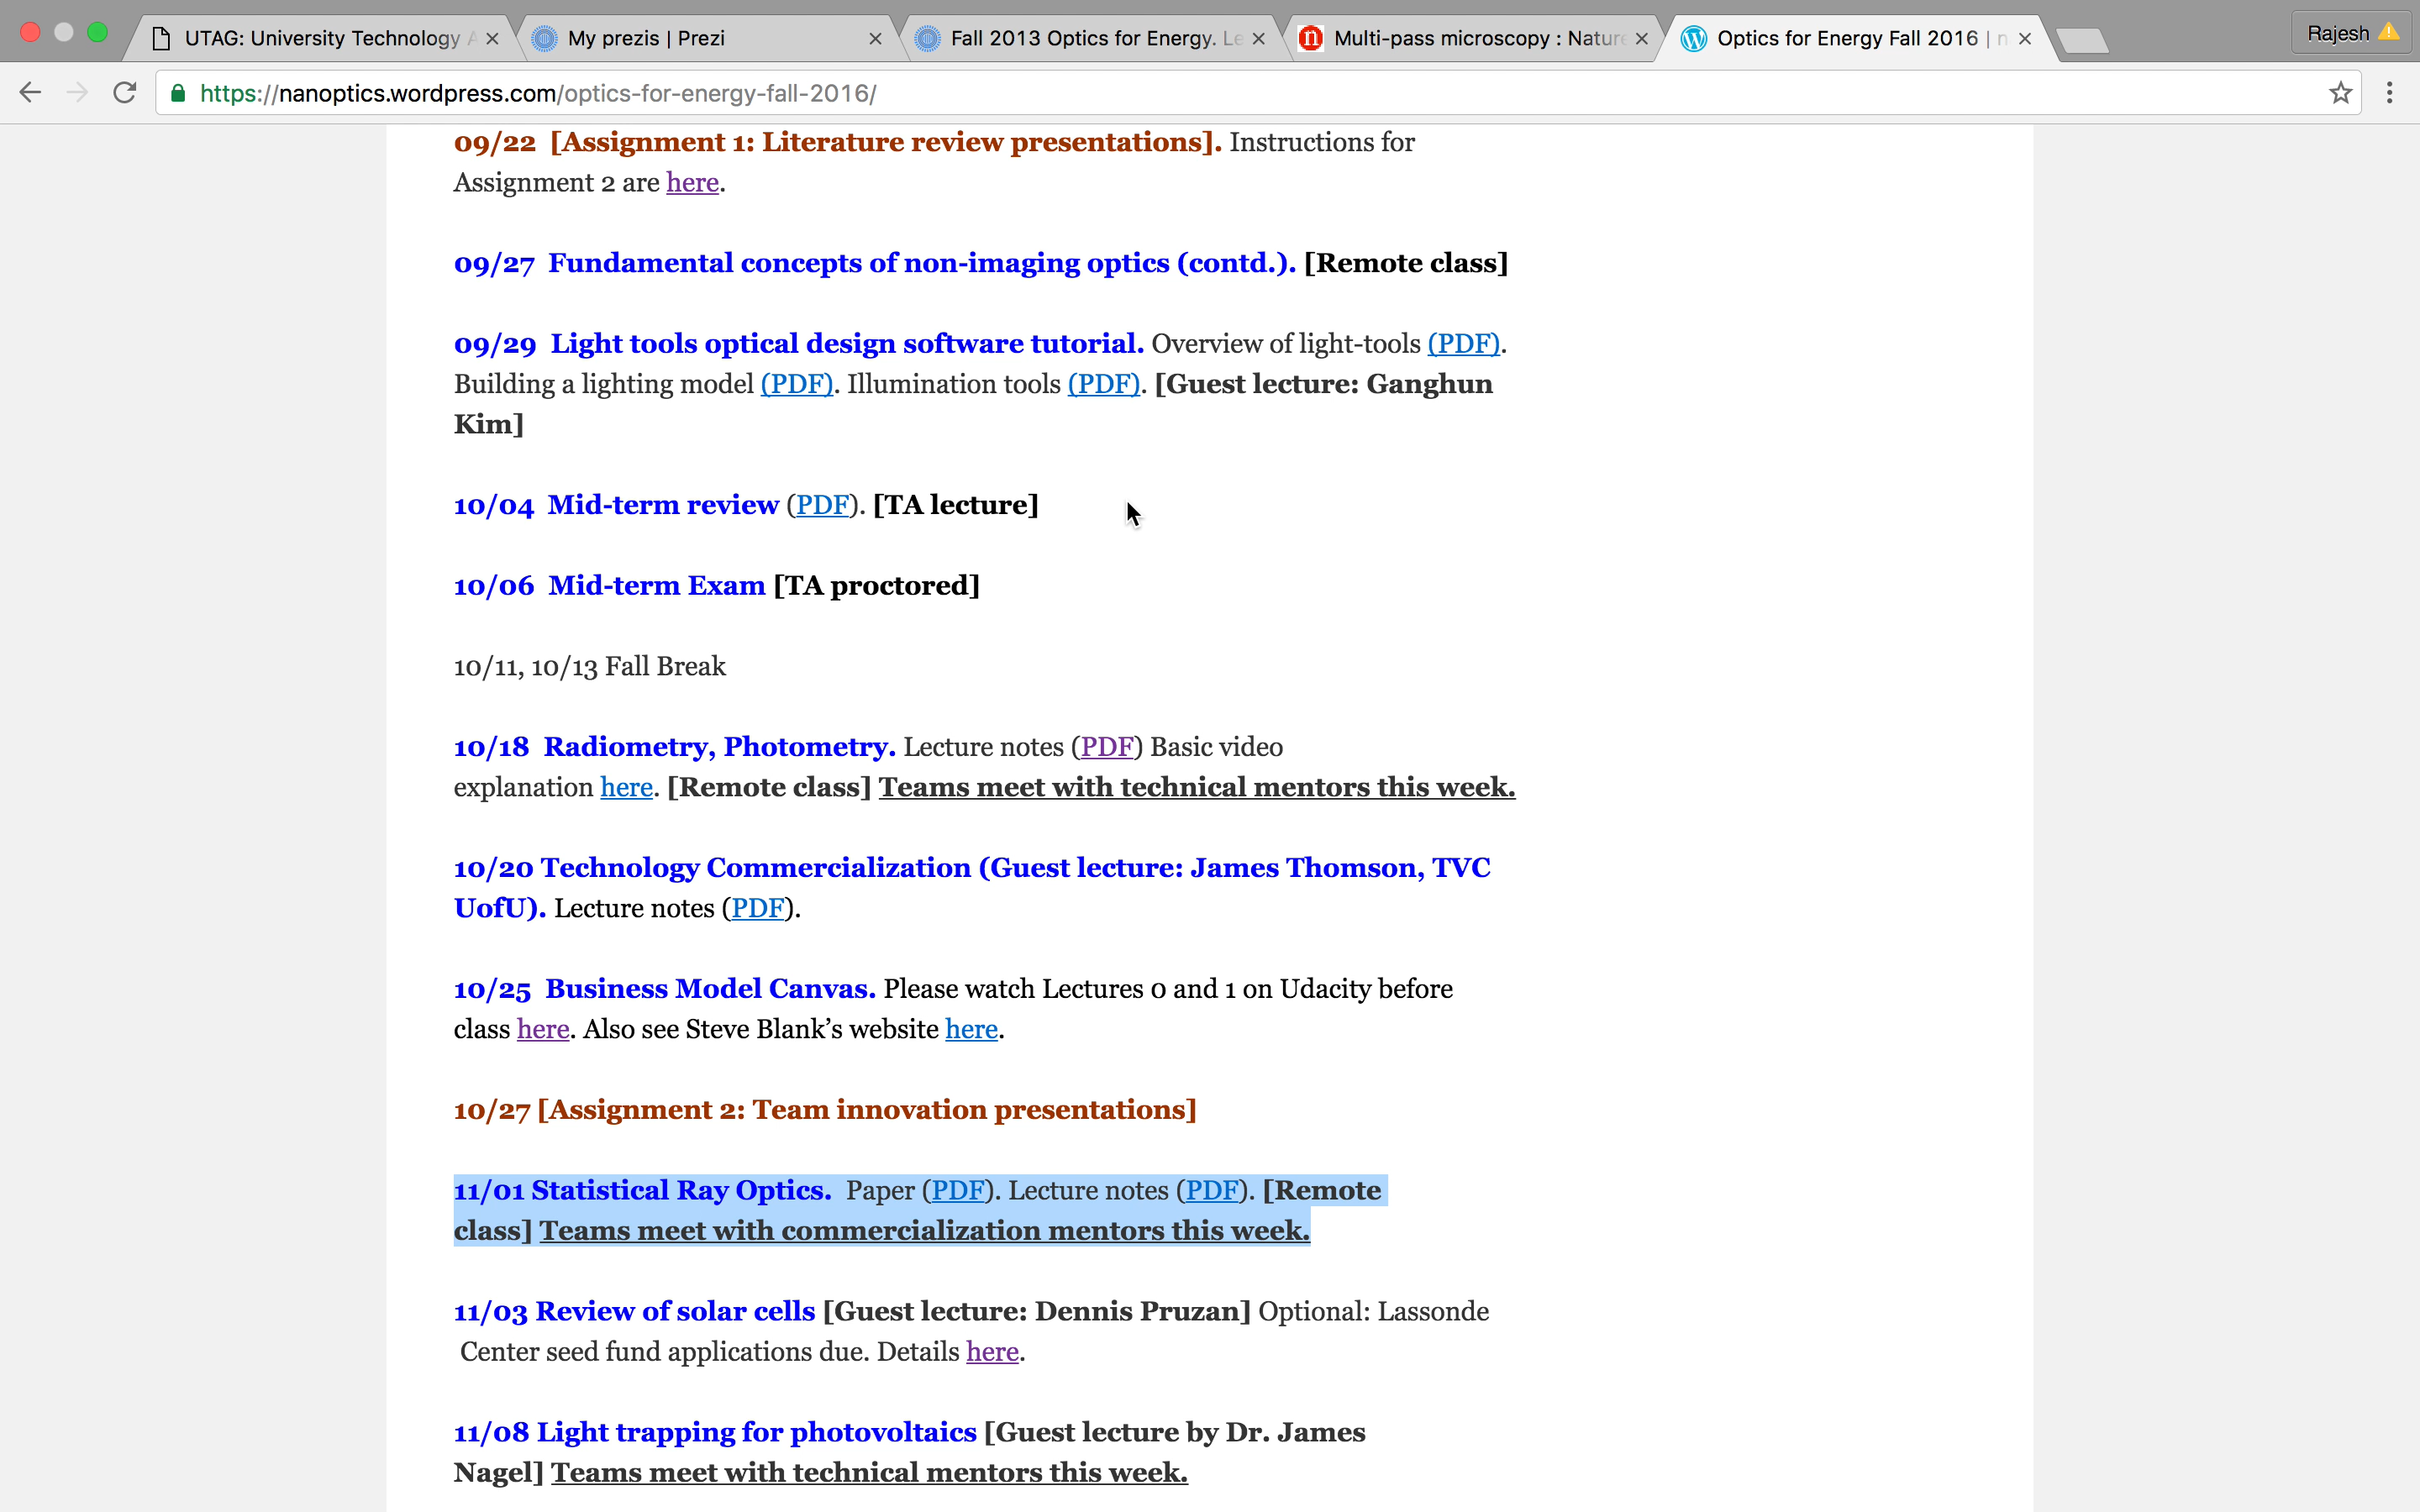 UTAG: University Technology A
My prezis | Prezi
Fall 2013 Optics for Energy. Le
Multi-pass microscopy : Nature
Optics for Energy Fall 2016 | n
Rajesh
https://nanoptics.wordpress.com/optics-for-energy-fall-2016/
09/22 [Assignment 1: Literature review presentations]. Instructions for
Assignment 2 are here.
09/27 Fundamental concepts of non-imaging optics (contd.). [Remote class]
09/29 Light tools optical design software tutorial. Overview of light-tools (PDF).
Building a lighting model (PDF). Illumination tools (PDF). [Guest lecture: Ganghun
Kim]
10/04 Mid-term review (PDF). [TA lecture]
10/06 Mid-term Exam [TA proctored]
10/11, 10/13 Fall Break
10/18 Radiometry, Photometry. Lecture notes (PDF) Basic video
explanation here. [Remote class] Teams meet with technical mentors this week.
10/20 Technology Commercialization (Guest lecture: James Thomson, TVC
UofU). Lecture notes (PDF).
10/25 Business Model Canvas. Please watch Lectures 0 and 1 on Udacity before
class here. Also see Steve Blank’s website here.
10/27 [Assignment 2: Team innovation presentations]
11/01 Statistical Ray Optics. Paper (PDF). Lecture notes (PDF). [Remote
class] Teams meet with commercialization mentors this week.
11/03 Review of solar cells [Guest lecture: Dennis Pruzan] Optional: Lassonde
Center seed fund applications due. Details here.
11/08 Light trapping for photovoltaics [Guest lecture by Dr. James
Nagel] Teams meet with technical mentors this week.